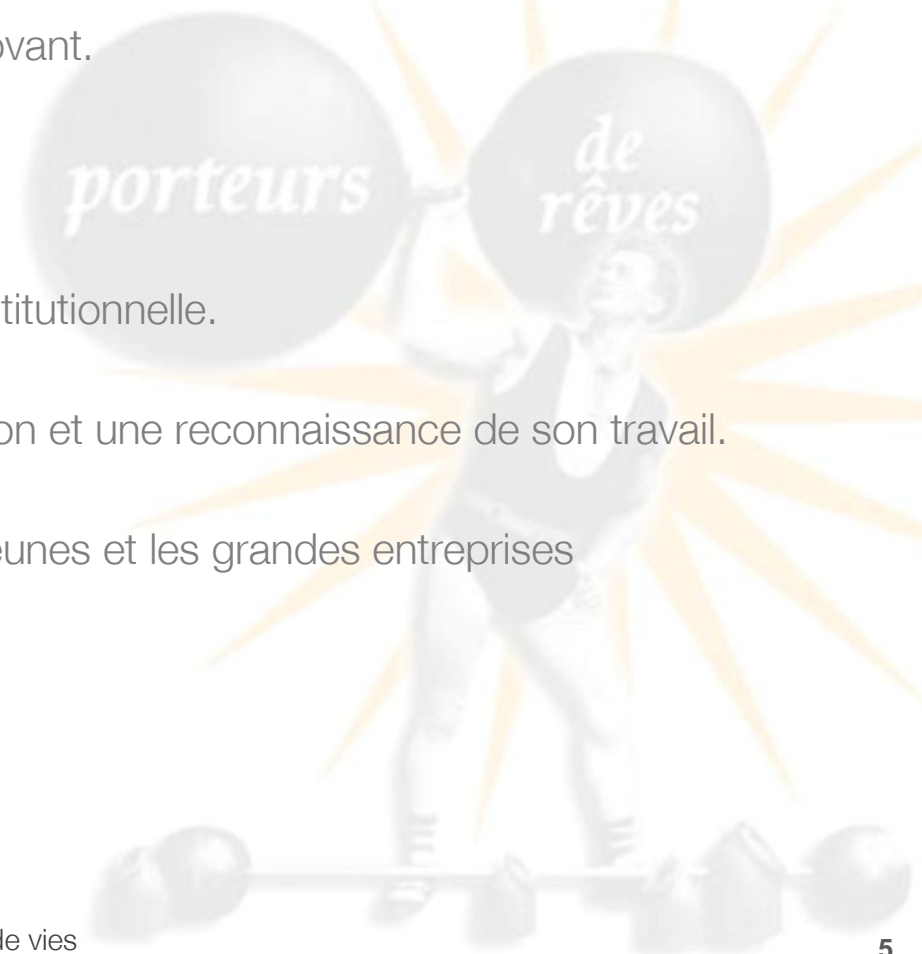 ovant.
porteurs
de
rêves
titutionnelle.
on et une reconnaissance de son travail.
eunes et les grandes entreprises
de vies
5